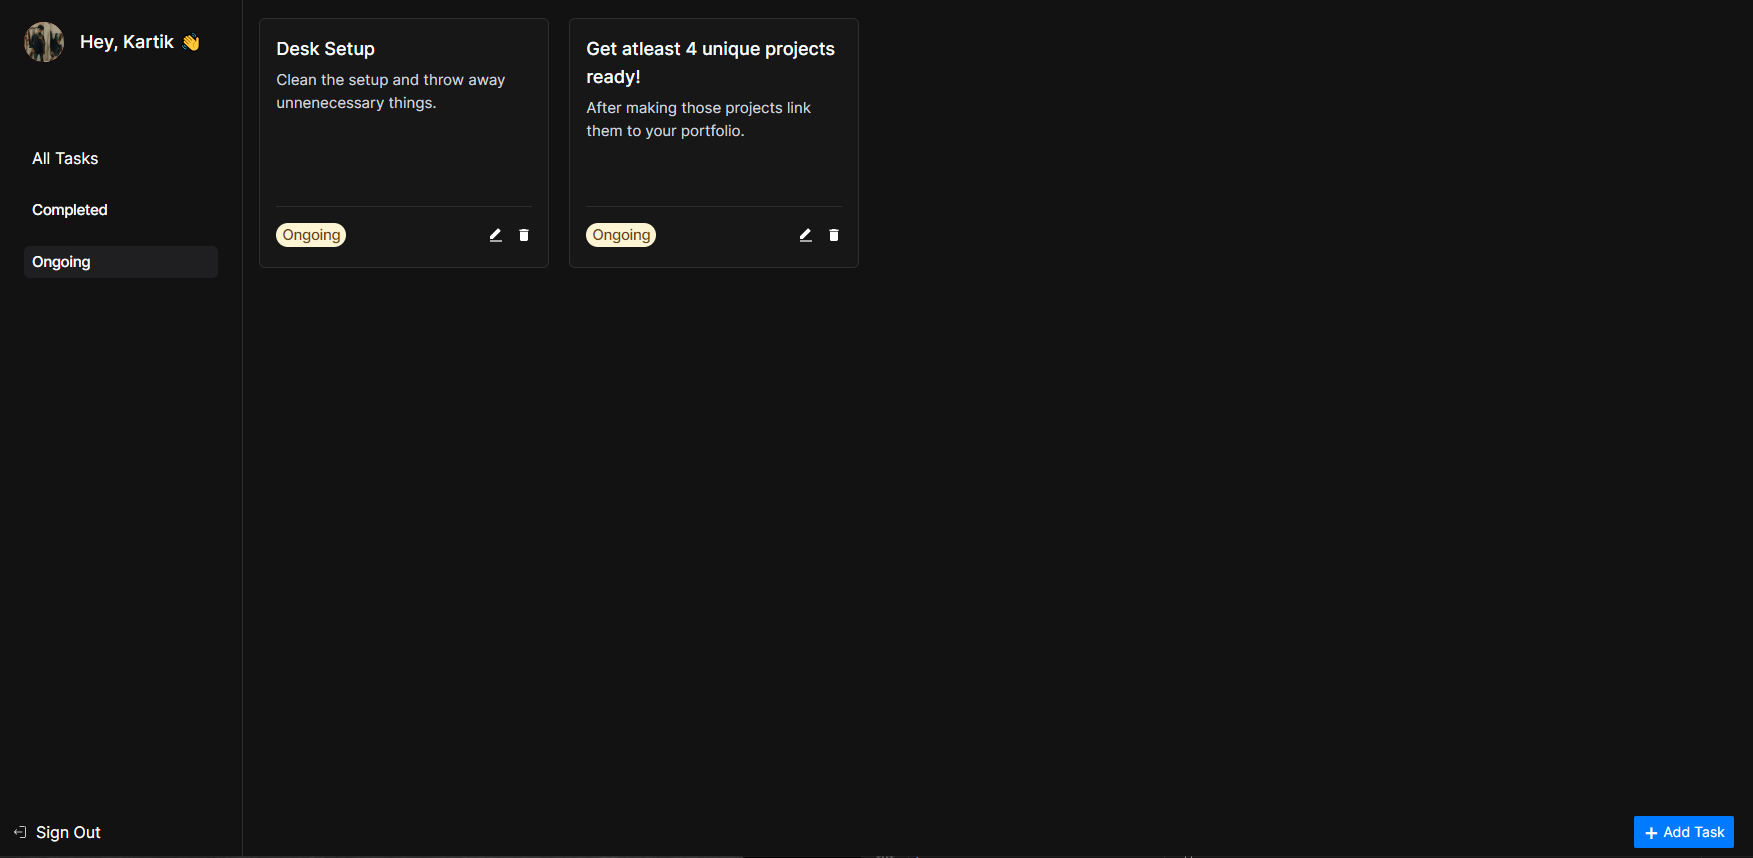 Hey, Kartik 👋
All Tasks
Completed
Ongoing
Sign Out
Desk Setup
Clean the setup and throw away
unnenecessary things.
Ongoing
Get atleast 4 unique projects
ready!
After making those projects link
them to your portfolio.
Ongoing
+ Add Task